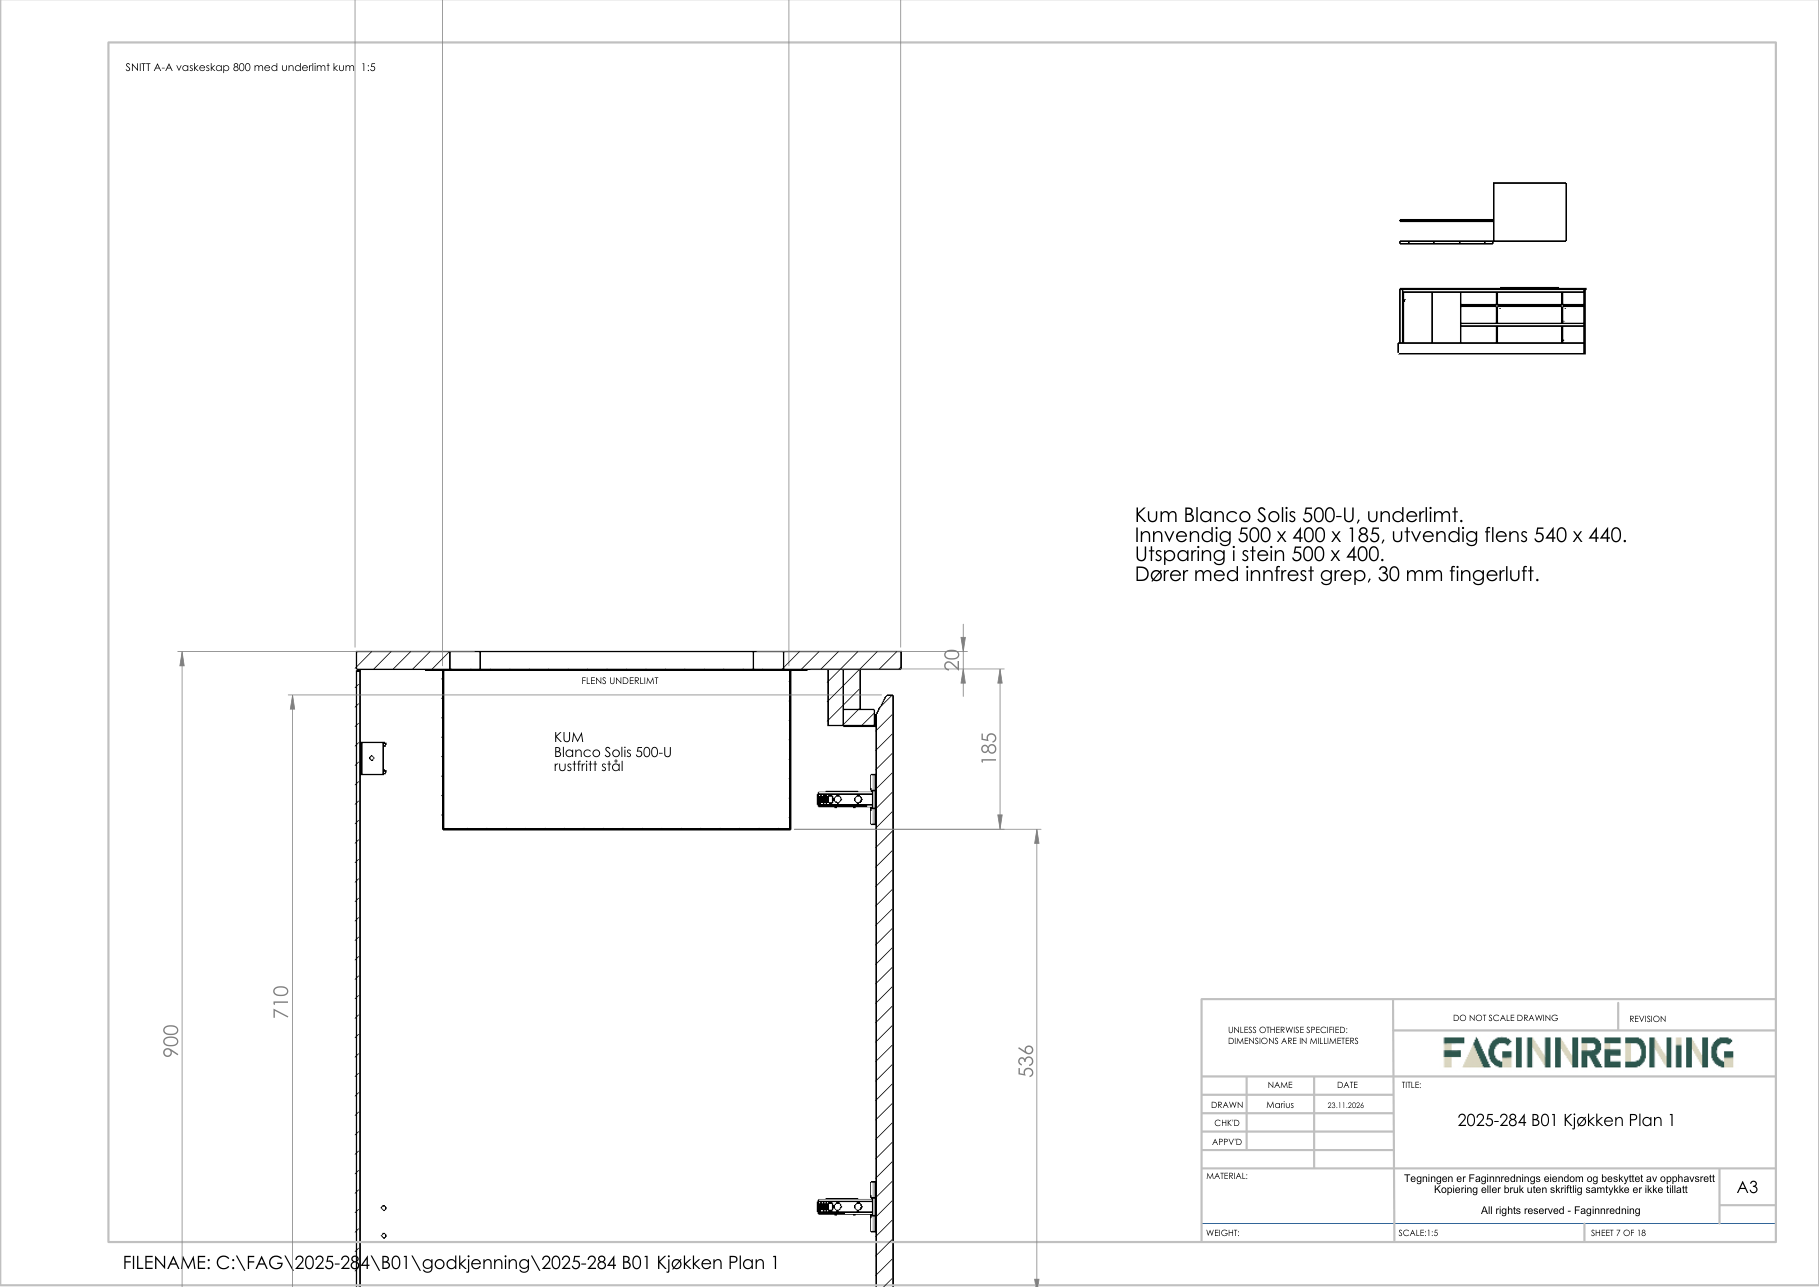 SNITT A-A vaskeskap 800 med underlimt kum 1:5
Kum Blanco Solis 500-U, underlimt.
Innvendig 500 x 400 x 185, utvendig flens 540 x 440.
Utsparing i stein 500 x 400.
Dører med innfrest grep, 30 mm fingerluft.
20
FLENS UNDERLIMT
185
KUM
Blanco Solis 500-U
rustfritt stål
710
900
536
UNLESS OTHERWISE SPECIFIED:
DIMENSIONS ARE IN MILLIMETERS
DO NOT SCALE DRAWING
REVISION
FAGINNREDNING
NAME
DATE
TITLE:
DRAWN
Marius
23.11.2026
CHK'D
APPV'D
2025-284 B01 Kjøkken Plan 1
MATERIAL:
Tegningen er Faginnrednings eiendom og beskyttet av opphavsrett
Kopiering eller bruk uten skriftlig samtykke er ikke tillatt
All rights reserved - Faginnredning
A3
WEIGHT:
SCALE:1:5
SHEET 7 OF 18
FILENAME: C:\FAG\2025-284\B01\godkjenning\2025-284 B01 Kjøkken Plan 1